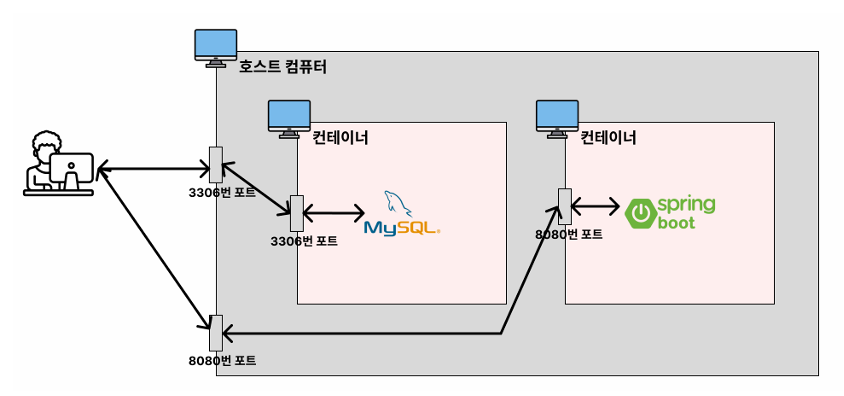 호스트 컴퓨터
컨테이너
컨테이너
3306번 포트
MySQL®
spring
boot
3306번 포트
8080번 포트
8080번 포트